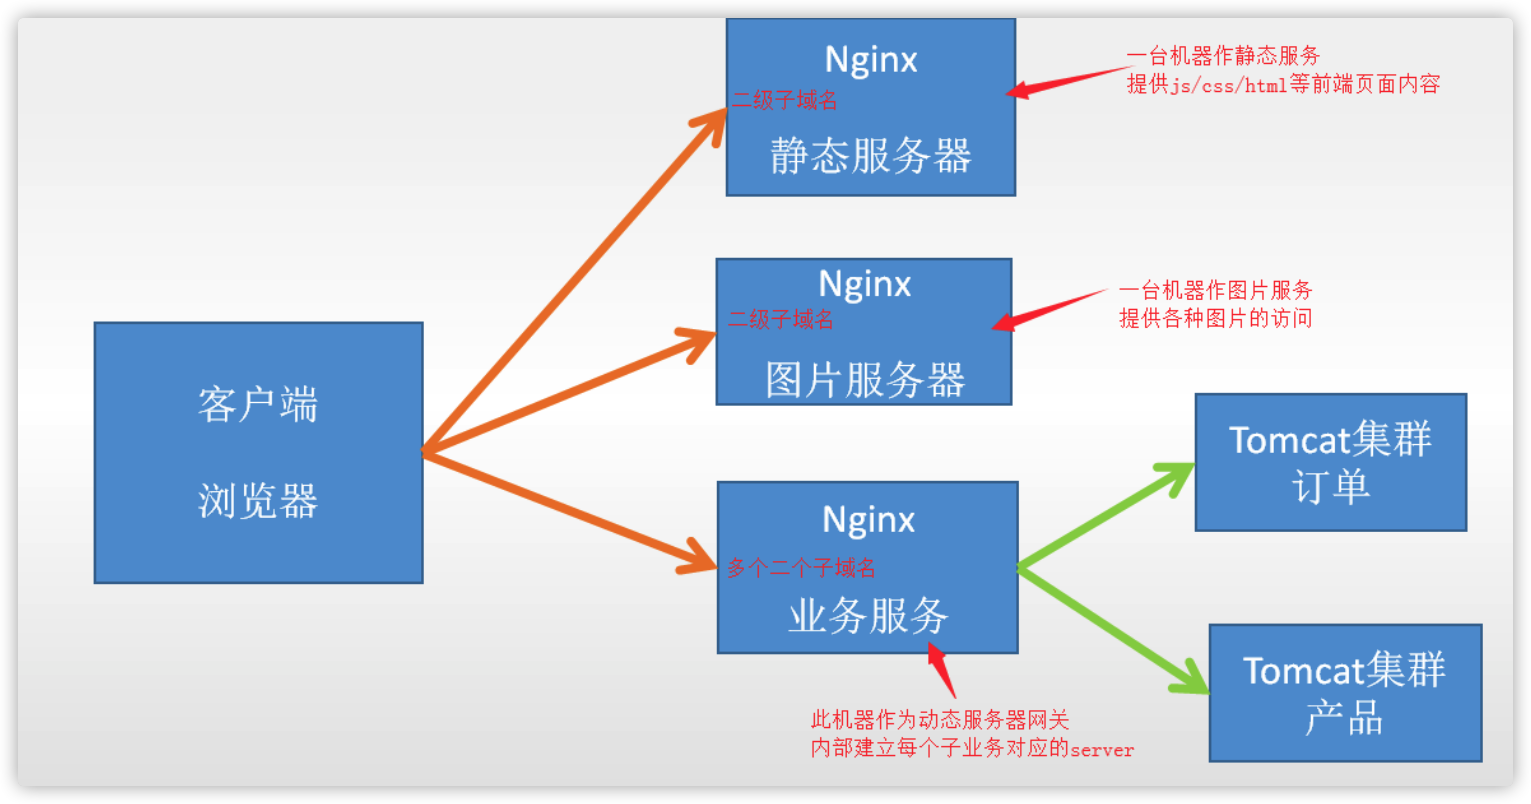 Nginx
二级子域名
静态服务器
一台机器作静态服务
提供js/css/html等前端页面内容
Nginx
二级子域名
图片服务器
一台机器作图片服务
提供各种图片的访问
客户端
浏览器
Nginx
多个二个子域名
业务服务
Tomcat集群
订单
Tomcat集群
产品
此机器作为动态服务器网关
内部建立每个子业务对应的server